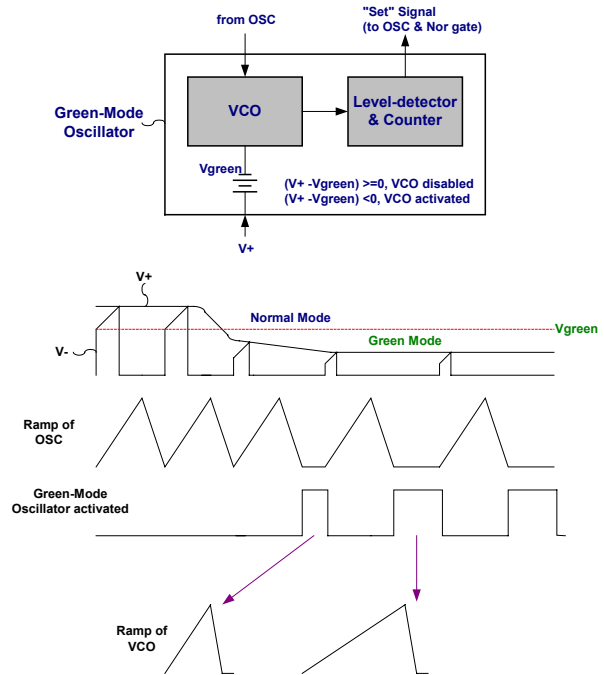 "Set" Signal
(to OSC & Nor gate)
from OSC
Green-Mode
Oscillator
VCO
Level-detector
& Counter
Vgreen
(V+ -Vgreen) >=0, VCO disabled
(V+ -Vgreen) <0, VCO activated
V+
V+
Normal Mode
Vgreen
Green Mode
V-
Ramp of
OSC
Green-Mode
Oscillator activated
Ramp of
VCO